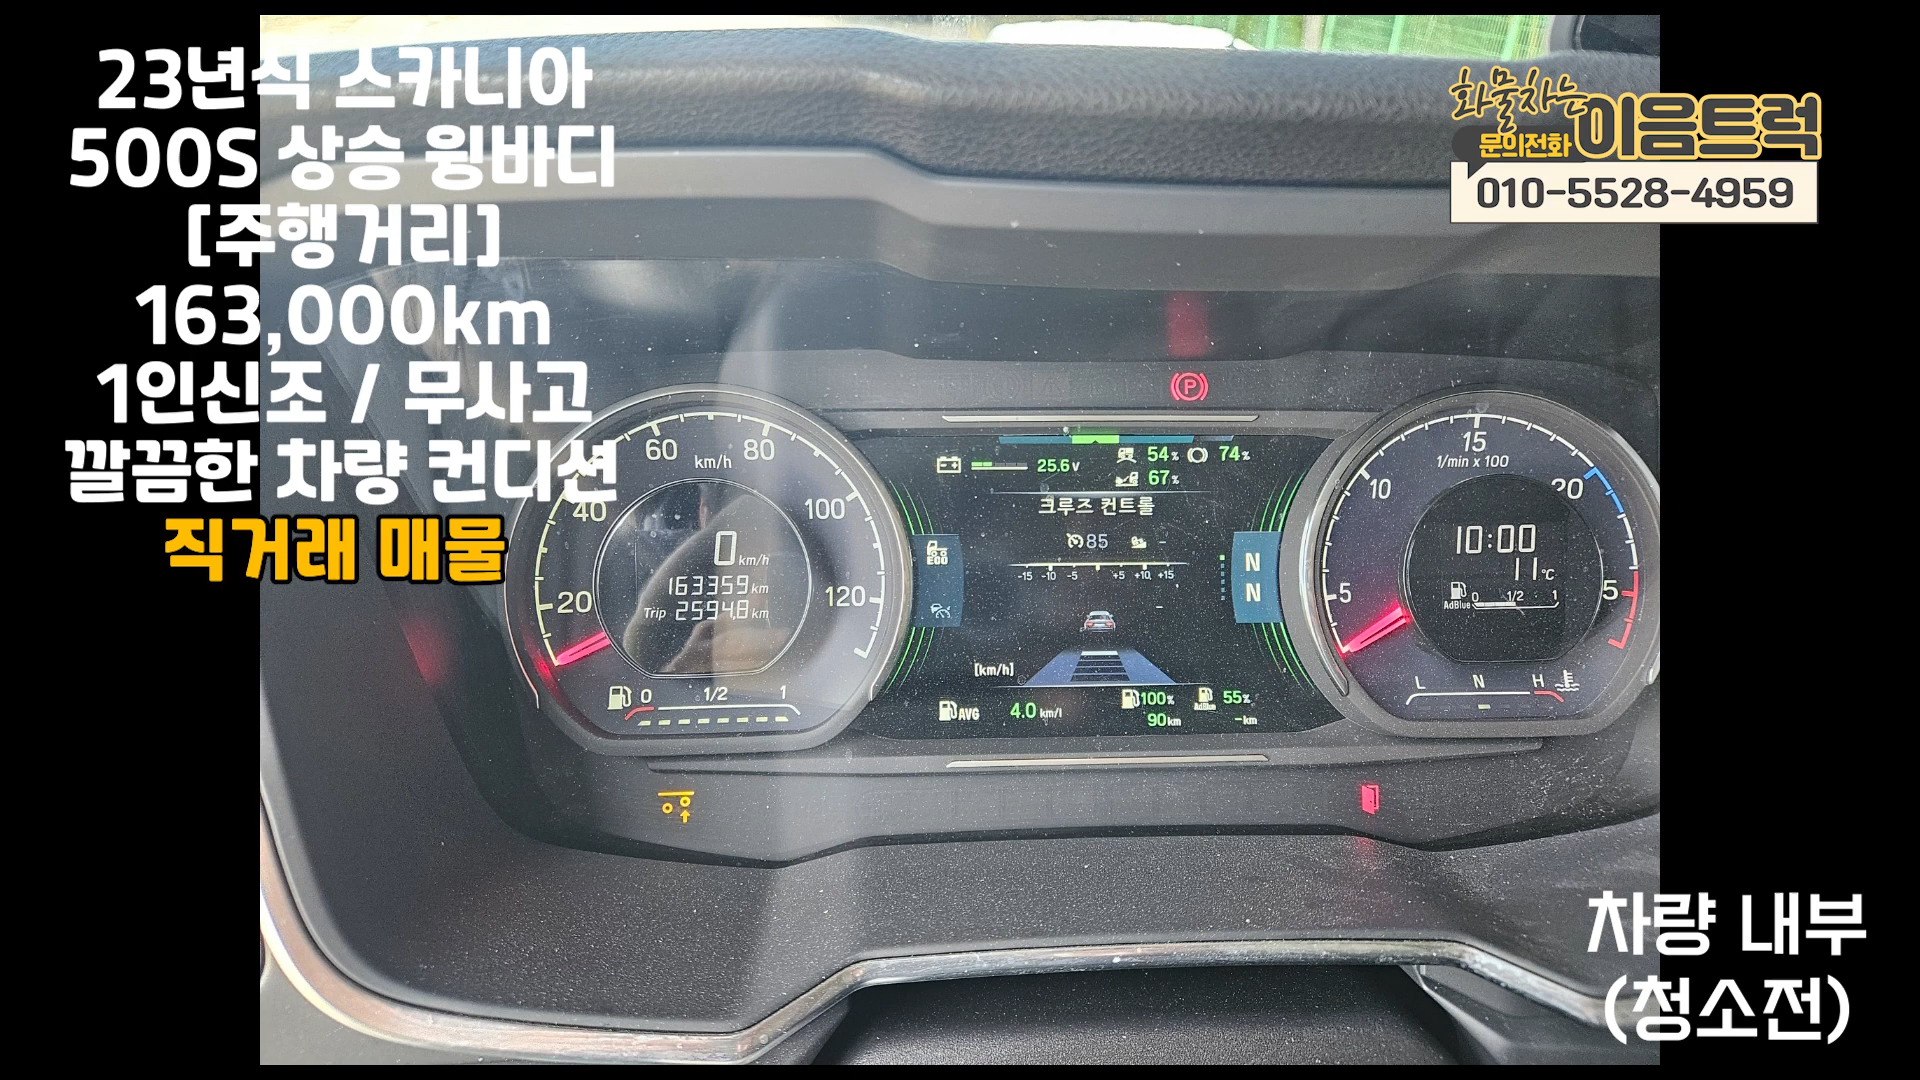 23년식 스카니아
500S 상승 윙바디
[주행거리]
163,000km
1인신조 / 무사고
깔끔한 차량 컨디션
직거래 매물
화물차는
문의전화 이음트럭
010-5528-4959
20 40 60 80 100 120
km/h
0 km/h
163359 km
Trip 2594.8 km
0 1/2 1
P
25.6 V
54%
74%
67%
크루즈 컨트롤
85 -
-15 -10 -5 +5 +10 +15
ECO
N
N
-
[km/h]
AVG 4.0 km/l
100%
90km
AdBlue
55%
-km
5 10 15 20
1/min x 100
10:00
11°C
AdBlue 0 1/2 1
L N H
차량 내부
(청소전)